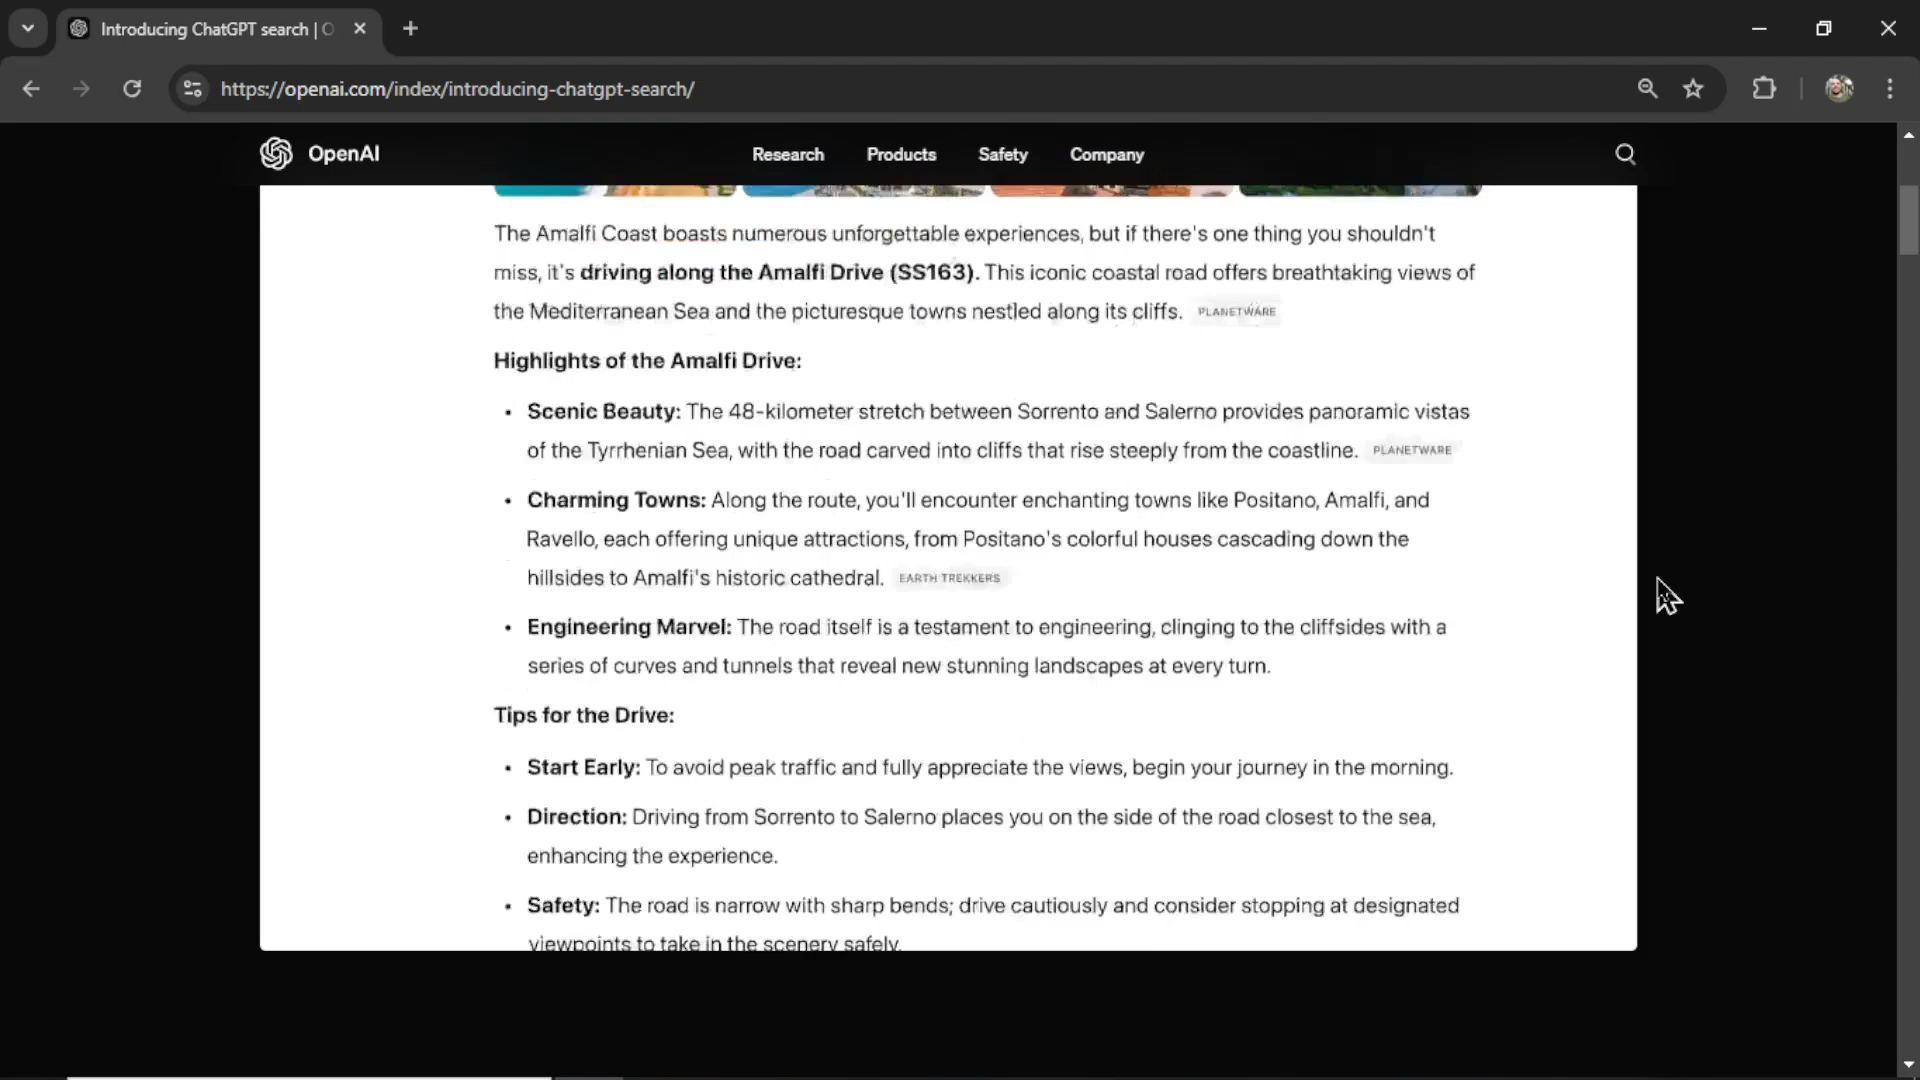 Introducing ChatGPT search | O
https://openai.com/index/introducing-chatgpt-search/
OpenAI Research Products Safety Company
The Amalfi Coast boasts numerous unforgettable experiences, but if there's one thing you shouldn't
miss, it's driving along the Amalfi Drive (SS163). This iconic coastal road offers breathtaking views of
the Mediterranean Sea and the picturesque towns nestled along its cliffs. PLANETWARE
Highlights of the Amalfi Drive:
• Scenic Beauty: The 48-kilometer stretch between Sorrento and Salerno provides panoramic vistas
of the Tyrrhenian Sea, with the road carved into cliffs that rise steeply from the coastline. PLANETWARE
• Charming Towns: Along the route, you'll encounter enchanting towns like Positano, Amalfi, and
Ravello, each offering unique attractions, from Positano's colorful houses cascading down the
hillsides to Amalfi's historic cathedral. EARTH TREKKERS
• Engineering Marvel: The road itself is a testament to engineering, clinging to the cliffsides with a
series of curves and tunnels that reveal new stunning landscapes at every turn.
Tips for the Drive:
• Start Early: To avoid peak traffic and fully appreciate the views, begin your journey in the morning.
• Direction: Driving from Sorrento to Salerno places you on the side of the road closest to the sea,
enhancing the experience.
• Safety: The road is narrow with sharp bends; drive cautiously and consider stopping at designated
viewpoints to take in the scenery safely.